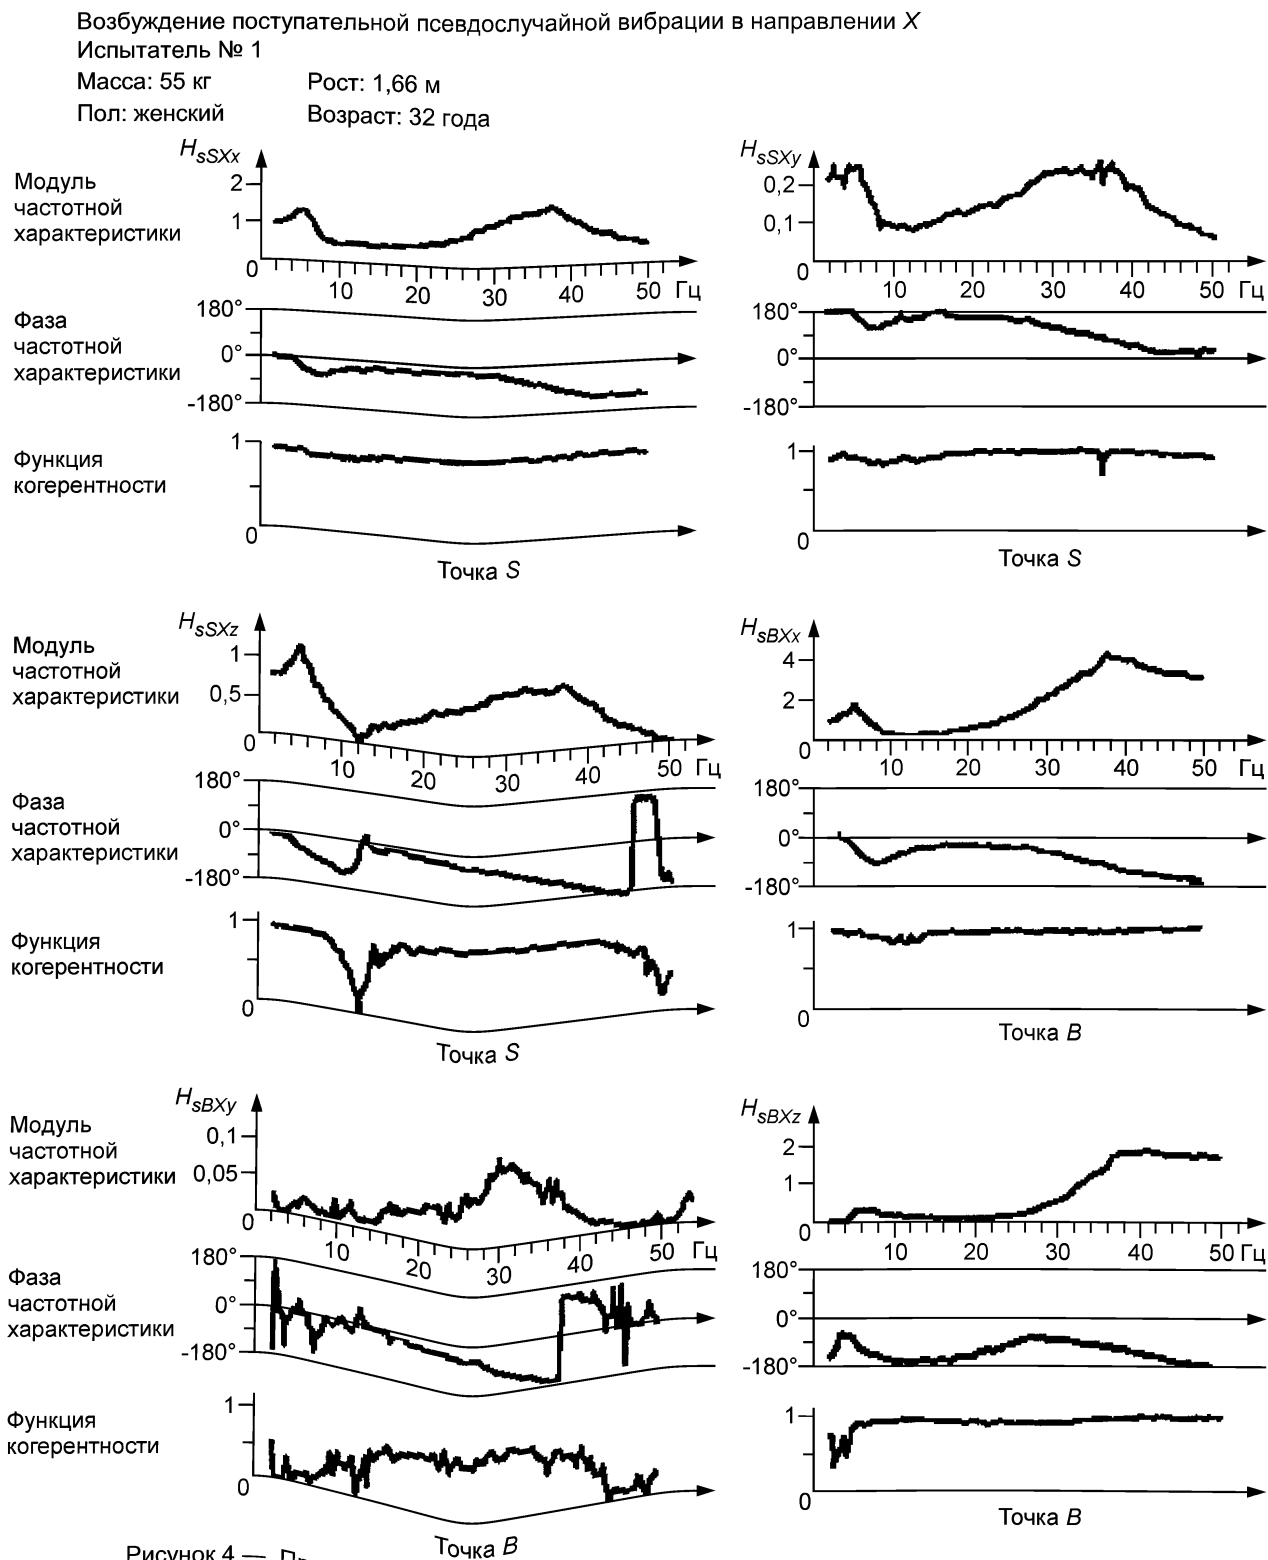 Возбуждение поступательной псевдослучайной вибрации в направлении X
Испытатель № 1
Масса: 55 кг Рост: 1,66 м
Пол: женский Возраст: 32 года
HsSXx
Модуль
частотной
характеристики
2
1
0
10 20 30 40 50 Гц
Фаза
частотной
характеристики
180°
0°
-180°
Функция
когерентности
1
0
Точка S
HsSXy
0,2
0,1
0
10 20 30 40 50 Гц
180°
0°
-180°
1
0
Точка S
HsSXz
Модуль
частотной
характеристики
1
0,5
0
10 20 30 40 50 Гц
Фаза
частотной
характеристики
180°
0°
-180°
Функция
когерентности
1
0
Точка S
HsBXx
4
2
0
10 20 30 40 50 Гц
180°
0°
-180°
1
0
Точка B
HsBXy
Модуль
частотной
характеристики
0,1
0,05
0
10 20 30 40 50 Гц
Фаза
частотной
характеристики
180°
0°
-180°
Функция
когерентности
1
0
Точка B
HsBXz
2
1
0
10 20 30 40 50 Гц
180°
0°
-180°
1
0
Точка B
Рисунок 4 —